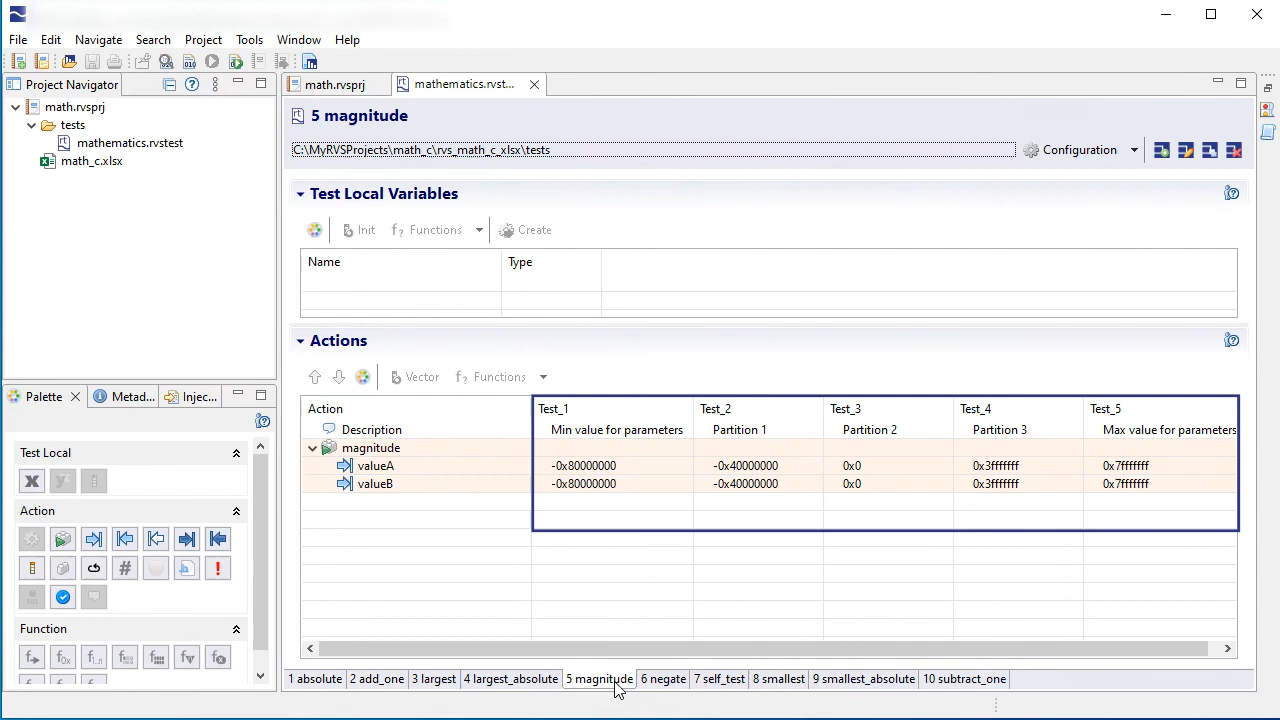 File Edit Navigate Search Project Tools Window Help
Project Navigator
math.rvsprj
tests
mathematics.rvstest
math_c.xlsx
math.rvsprj
mathematics.rvst...
5 magnitude
C:\MyRVSProjects\math_c\rvs_math_c_xlsx\tests
Configuration
Test Local Variables
Init Functions Create
Name Type
Actions
Vector Functions
Action Test_1 Test_2 Test_3 Test_4 Test_5
Description Min value for parameters Partition 1 Partition 2 Partition 3 Max value for parameters
magnitude
valueA -0x80000000 -0x40000000 0x0 0x3fffffff 0x7fffffff
valueB -0x80000000 -0x40000000 0x0 0x3fffffff 0x7fffffff
Palette Metad... Injec...
Test Local
Action
Function
1 absolute 2 add_one 3 largest 4 largest_absolute 5 magnitude 6 negate 7 self_test 8 smallest 9 smallest_absolute 10 subtract_one